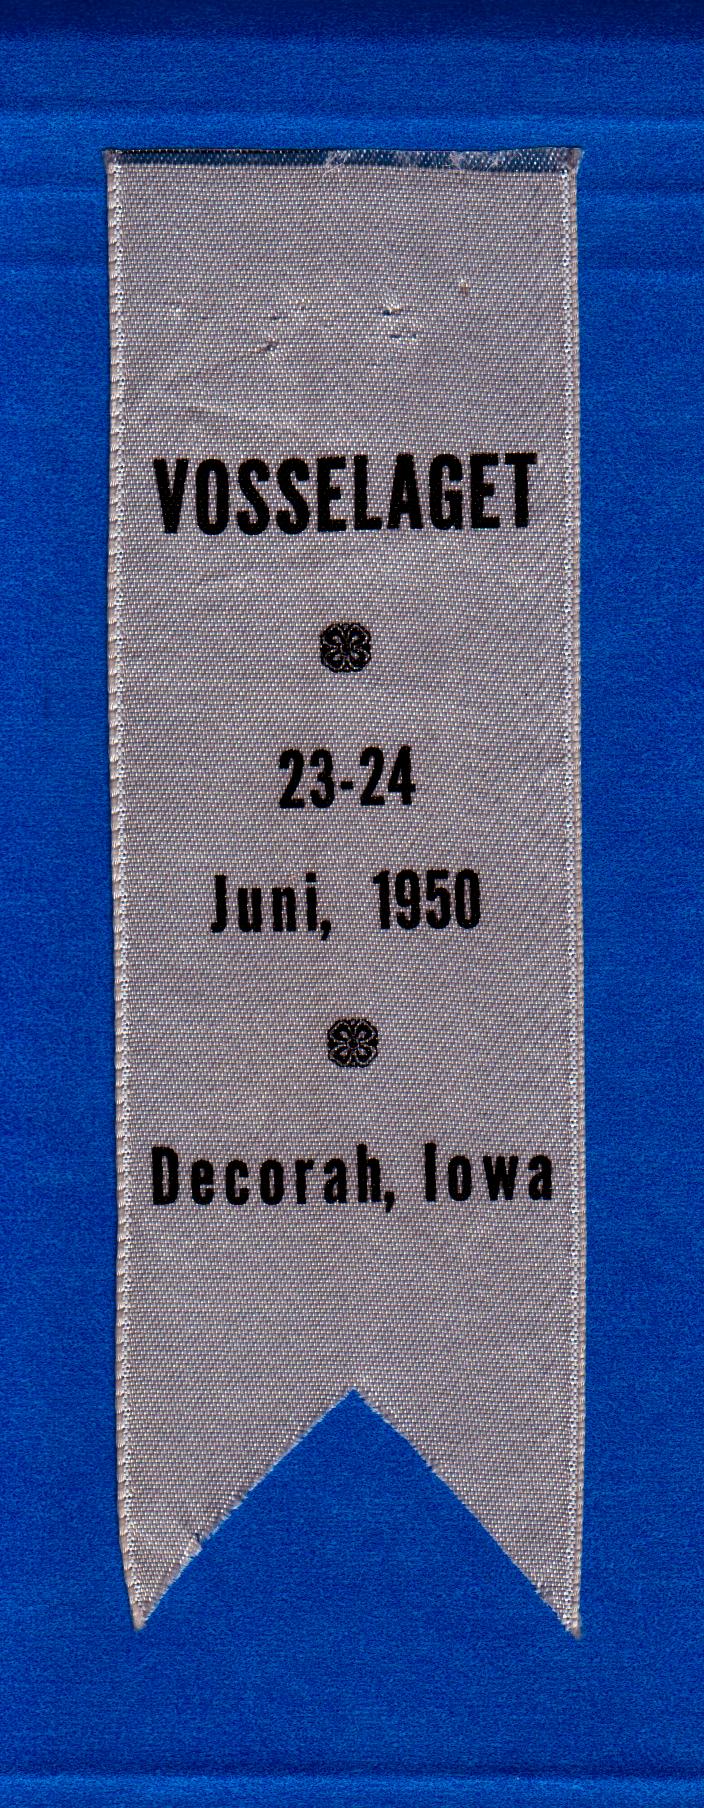 VOSSELAGET
23-24
Juni, 1950
Decorah, Iowa